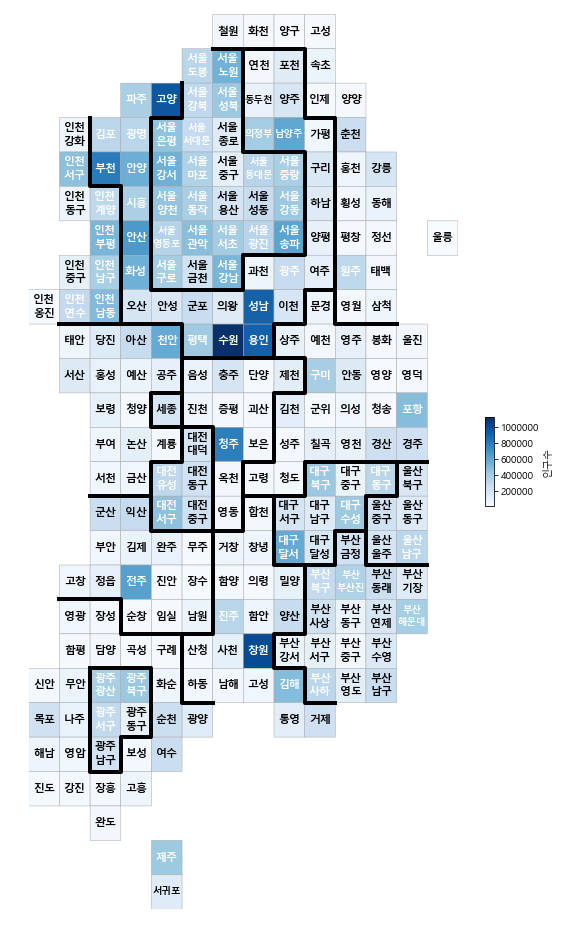 철원 화천 양구 고성
서울 도봉 서울 노원 연천 포천 속초
파주 고양 서울 강북 서울 성북 동두천 양주 인제 양양
인천 강화 김포 광명 서울 은평 서울 서대문 서울 종로 의정부 남양주 가평 춘천
인천 서구 부천 안양 서울 강서 서울 마포 서울 중구 서울 동대문 서울 중랑 구리 홍천 강릉
인천 동구 인천 계양 시흥 서울 양천 서울 동작 서울 용산 서울 성동 서울 강동 하남 횡성 동해
인천 부평 안산 서울 영등포 서울 관악 서울 서초 서울 광진 서울 송파 양평 평창 정선 울릉
인천 중구 인천 남구 화성 서울 구로 서울 금천 서울 강남 과천 광주 여주 원주 태백
인천 옹진 인천 연수 인천 남동 오산 안성 군포 의왕 성남 이천 문경 영월 삼척
태안 당진 아산 천안 평택 수원 용인 상주 예천 영주 봉화 울진
서산 홍성 예산 공주 음성 충주 단양 제천 구미 안동 영양 영덕
보령 청양 세종 진천 증평 괴산 김천 군위 의성 청송 포항
부여 논산 계룡 대전 대덕 청주 보은 성주 칠곡 영천 경산 경주
서천 금산 대전 유성 대전 동구 옥천 고령 청도 대구 북구 대구 중구 대구 동구 울산 북구
군산 익산 대전 서구 대전 중구 영동 합천 대구 서구 대구 남구 대구 수성 울산 중구 울산 동구
부안 김제 완주 무주 거창 창녕 대구 달서 대구 달성 부산 금정 울산 울주 울산 남구
고창 정읍 전주 진안 장수 함양 의령 밀양 부산 북구 부산 부산진 부산 동래 부산 기장
영광 장성 순창 임실 남원 진주 함안 양산 부산 사상 부산 동구 부산 연제 부산 해운대
함평 담양 곡성 구례 산청 사천 창원 부산 강서 부산 서구 부산 중구 부산 수영
신안 무안 광주 광산 광주 북구 화순 하동 남해 고성 김해 부산 사하 부산 영도 부산 남구
목포 나주 광주 서구 광주 동구 순천 광양 통영 거제
해남 영암 광주 남구 보성 여수
진도 강진 장흥 고흥
완도
제주
서귀포
1000000
800000
600000
400000
200000
인구수